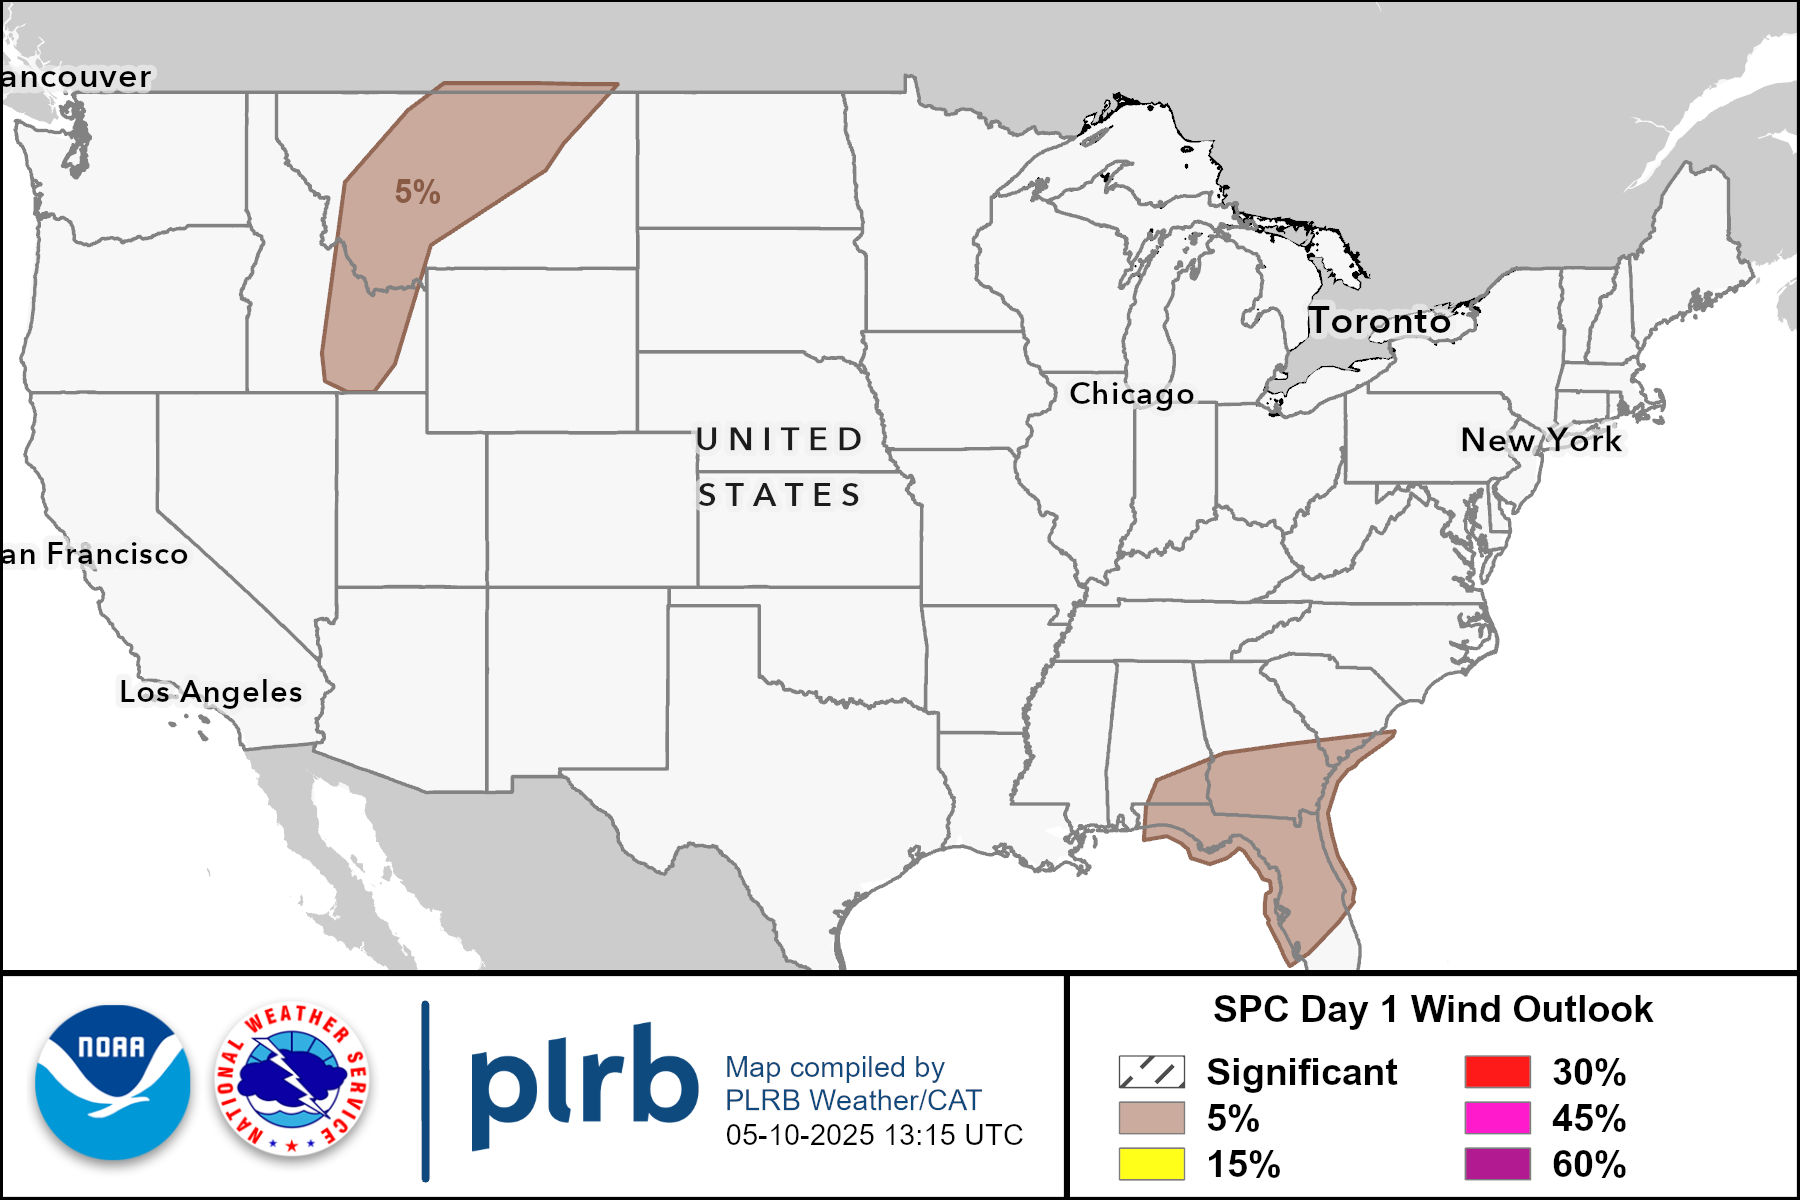 ancouver
5%
Toronto
Chicago
UNITED
New York
STATES
an Francisco
Los Angeles
NOAA
NATIONAL WEATHER SERVICE
plrb
Map compiled by
PLRB Weather/CAT
05-10-2025 13:15 UTC
SPC Day 1 Wind Outlook
Significant
5%
15%
30%
45%
60%